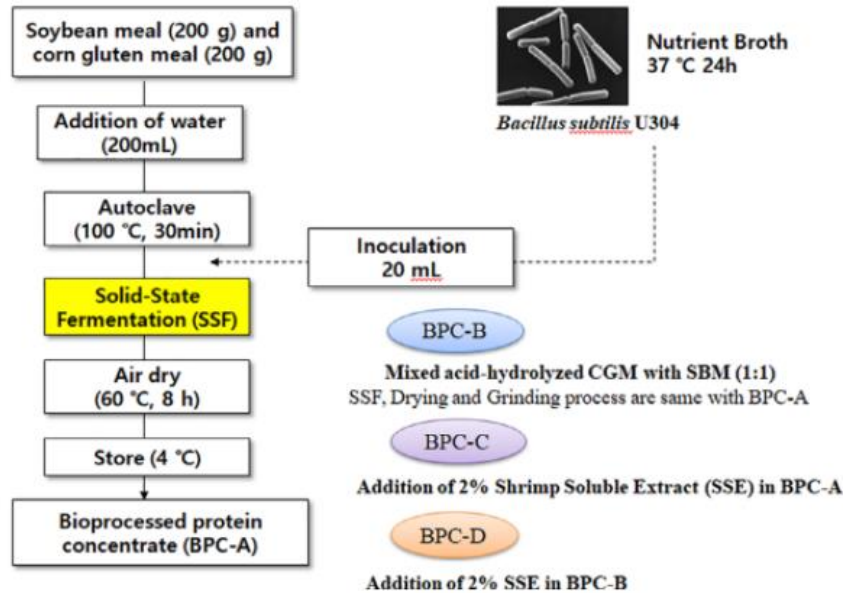 Soybean meal (200 g) and
corn gluten meal (200 g)
Addition of water
(200mL)
Autoclave
(100 ℃, 30min)
Solid-State
Fermentation (SSF)
Air dry
(60 ℃, 8 h)
Store (4 ℃)
Bioprocessed protein
concentrate (BPC-A)
Nutrient Broth
37 ℃ 24h
Bacillus subtilis U304
Inoculation
20 mL
BPC-B
Mixed acid-hydrolyzed CGM with SBM (1:1)
SSF, Drying and Grinding process are same with BPC-A
BPC-C
Addition of 2% Shrimp Soluble Extract (SSE) in BPC-A
BPC-D
Addition of 2% SSE in BPC-B